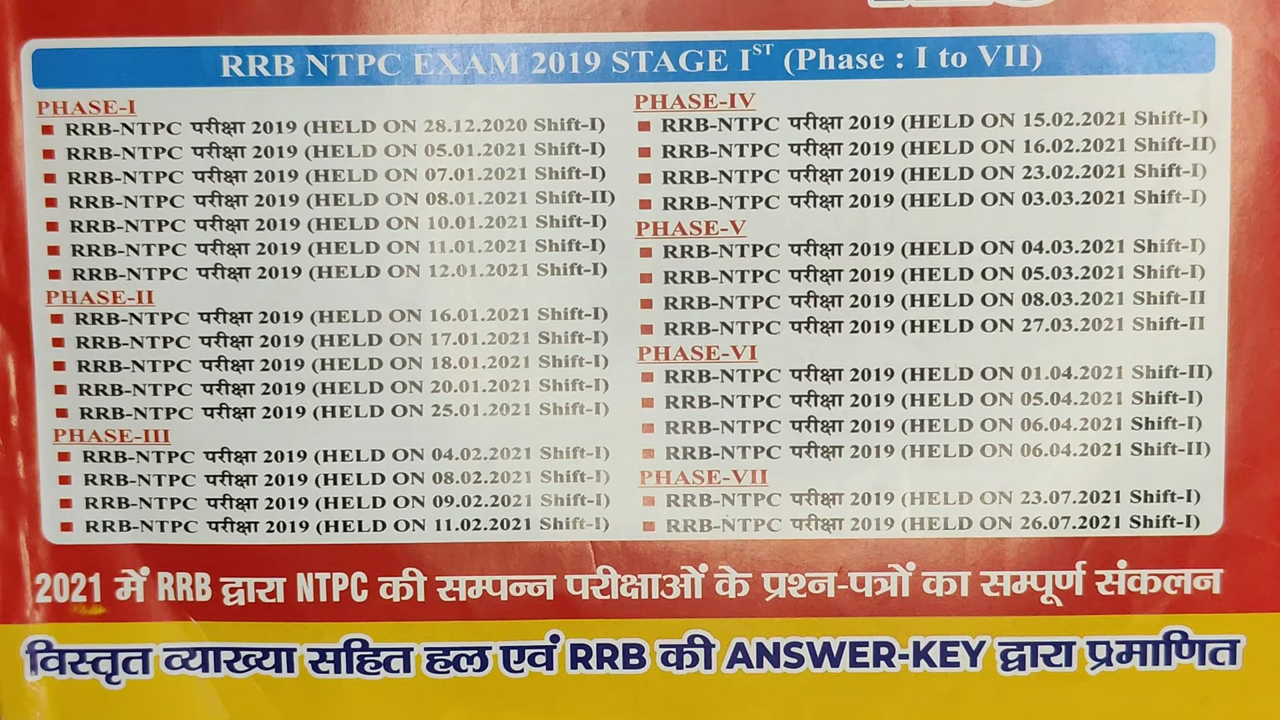 RRB NTPC EXAM 2019 STAGE IST (Phase : I to VII)
PHASE-I
RRB-NTPC परीक्षा 2019 (HELD ON 28.12.2020 Shift-I)
RRB-NTPC परीक्षा 2019 (HELD ON 05.01.2021 Shift-I)
RRB-NTPC परीक्षा 2019 (HELD ON 07.01.2021 Shift-I)
RRB-NTPC परीक्षा 2019 (HELD ON 08.01.2021 Shift-II)
RRB-NTPC परीक्षा 2019 (HELD ON 10.01.2021 Shift-I)
RRB-NTPC परीक्षा 2019 (HELD ON 11.01.2021 Shift-I)
RRB-NTPC परीक्षा 2019 (HELD ON 12.01.2021 Shift-I)
PHASE-II
RRB-NTPC परीक्षा 2019 (HELD ON 16.01.2021 Shift-I)
RRB-NTPC परीक्षा 2019 (HELD ON 17.01.2021 Shift-I)
RRB-NTPC परीक्षा 2019 (HELD ON 18.01.2021 Shift-I)
RRB-NTPC परीक्षा 2019 (HELD ON 20.01.2021 Shift-I)
RRB-NTPC परीक्षा 2019 (HELD ON 25.01.2021 Shift-I)
PHASE-III
RRB-NTPC परीक्षा 2019 (HELD ON 04.02.2021 Shift-I)
RRB-NTPC परीक्षा 2019 (HELD ON 08.02.2021 Shift-I)
RRB-NTPC परीक्षा 2019 (HELD ON 09.02.2021 Shift-I)
RRB-NTPC परीक्षा 2019 (HELD ON 11.02.2021 Shift-I)
PHASE-IV
RRB-NTPC परीक्षा 2019 (HELD ON 15.02.2021 Shift-I)
RRB-NTPC परीक्षा 2019 (HELD ON 16.02.2021 Shift-II)
RRB-NTPC परीक्षा 2019 (HELD ON 23.02.2021 Shift-I)
RRB-NTPC परीक्षा 2019 (HELD ON 03.03.2021 Shift-I)
PHASE-V
RRB-NTPC परीक्षा 2019 (HELD ON 04.03.2021 Shift-I)
RRB-NTPC परीक्षा 2019 (HELD ON 05.03.2021 Shift-I)
RRB-NTPC परीक्षा 2019 (HELD ON 08.03.2021 Shift-II
RRB-NTPC परीक्षा 2019 (HELD ON 27.03.2021 Shift-II
PHASE-VI
RRB-NTPC परीक्षा 2019 (HELD ON 01.04.2021 Shift-II)
RRB-NTPC परीक्षा 2019 (HELD ON 05.04.2021 Shift-I)
RRB-NTPC परीक्षा 2019 (HELD ON 06.04.2021 Shift-I)
RRB-NTPC परीक्षा 2019 (HELD ON 06.04.2021 Shift-II)
PHASE-VII
RRB-NTPC परीक्षा 2019 (HELD ON 23.07.2021 Shift-I)
RRB-NTPC परीक्षा 2019 (HELD ON 26.07.2021 Shift-I)
2021 में RRB द्वारा NTPC की सम्पन्न परीक्षाओं के प्रश्न-पत्रों का सम्पूर्ण संकलन
विस्तृत व्याख्या सहित हल एवं RRB की ANSWER-KEY द्वारा प्रमाणित